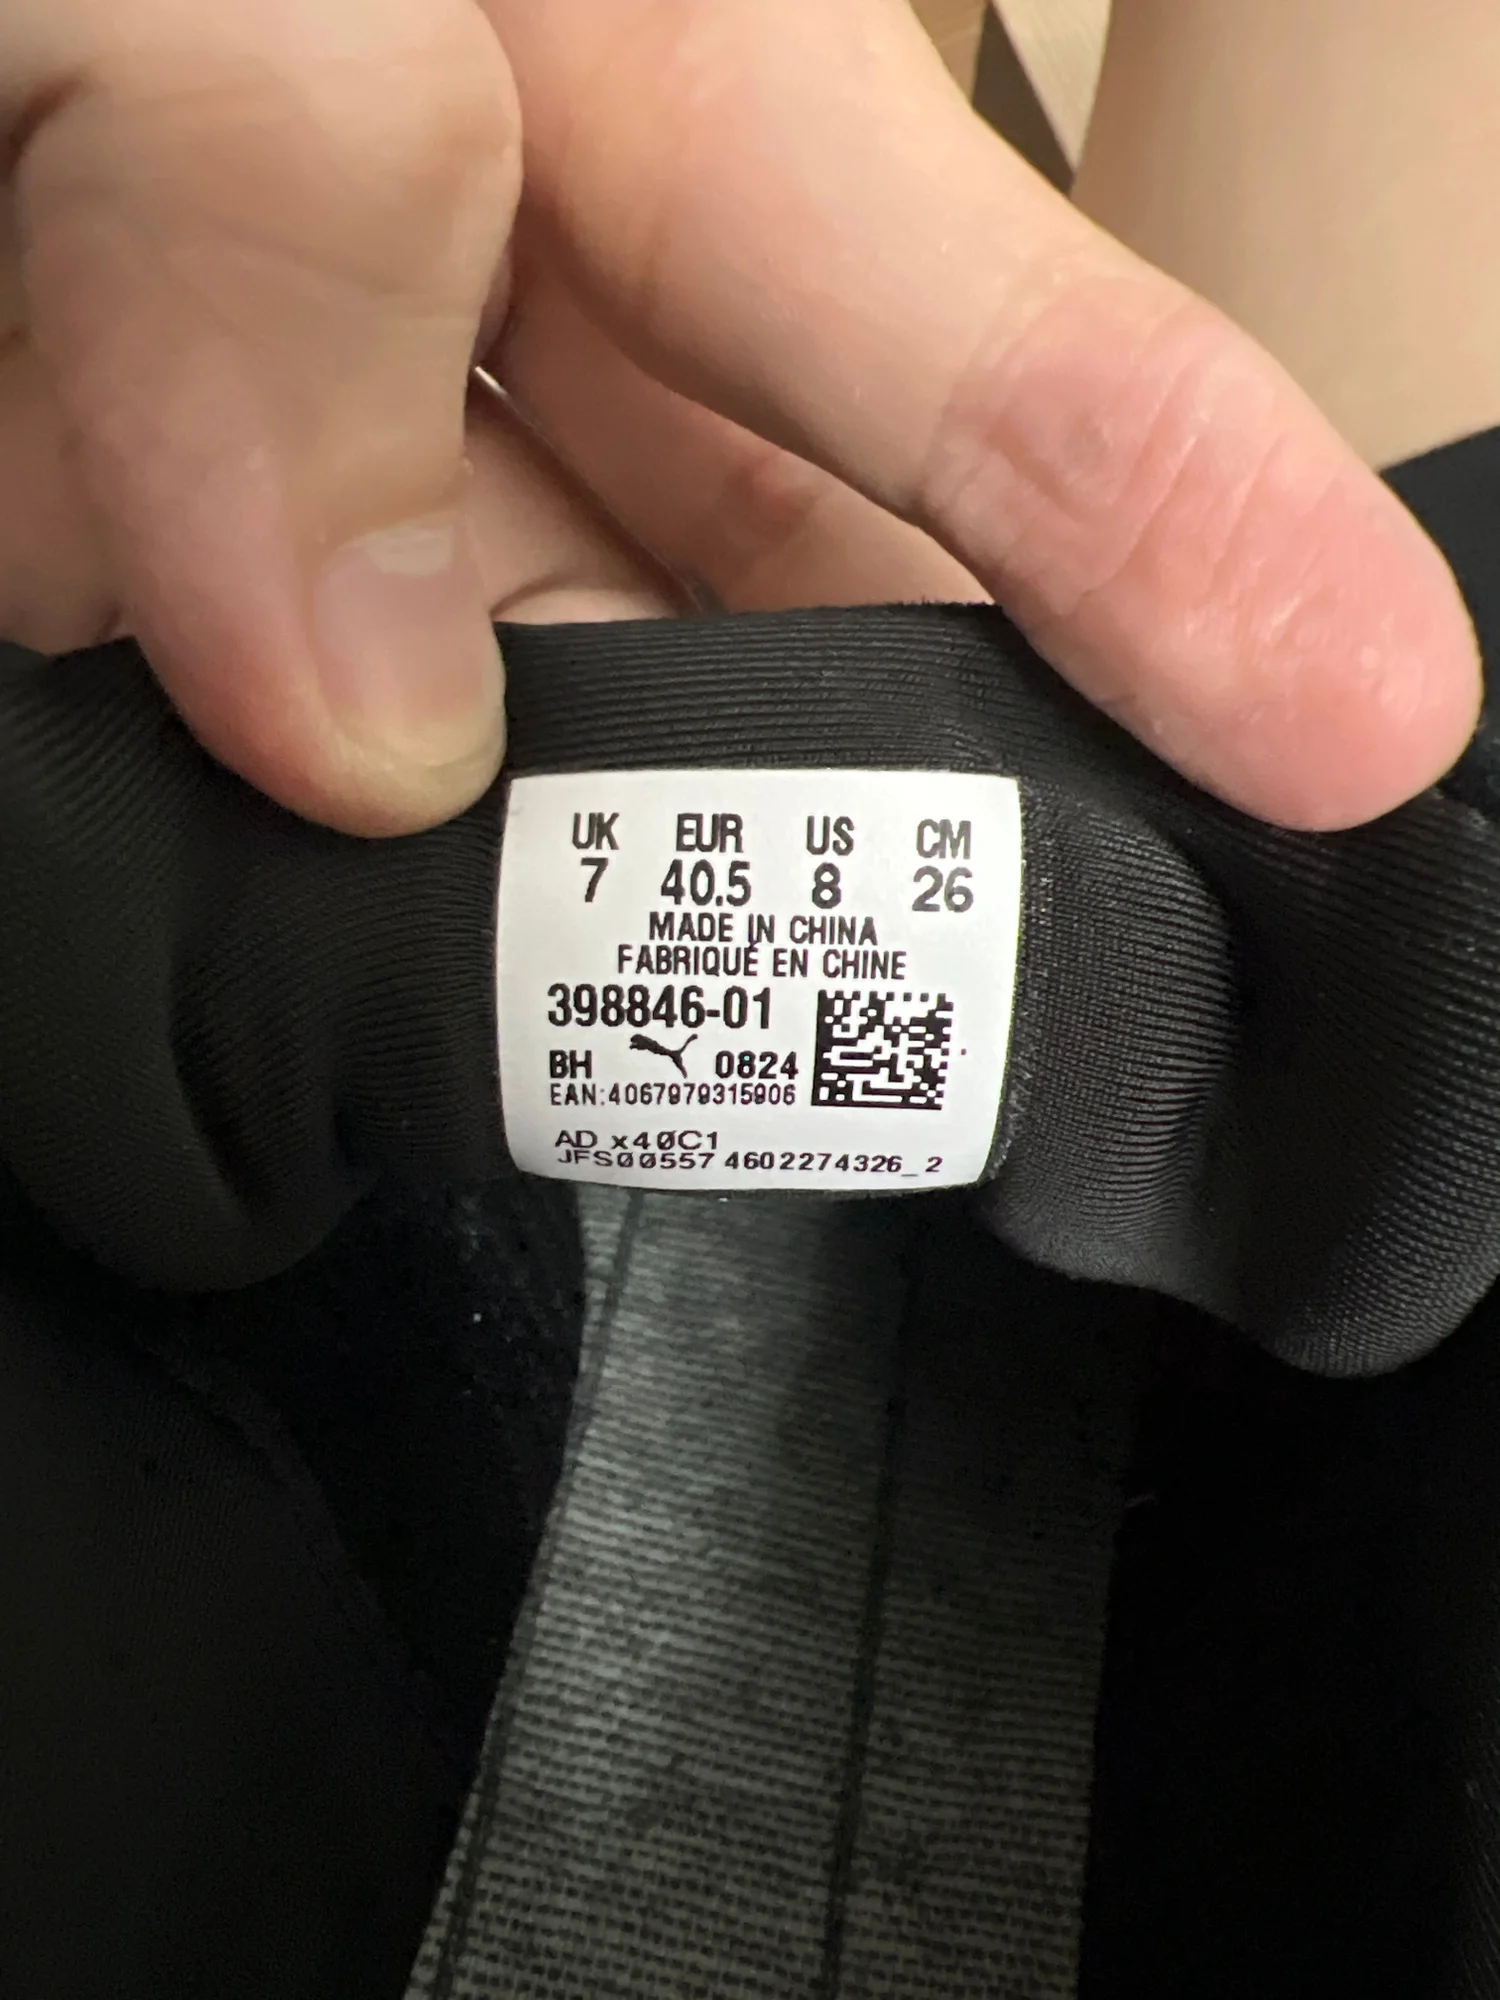 UK EUR US CM
7 40.5 8 26
MADE IN CHINA
FABRIQUÉ EN CHINE
398846-01
BH 0824
EAN:4067979315906
AD x40C1
JFS00557 4602274326_2